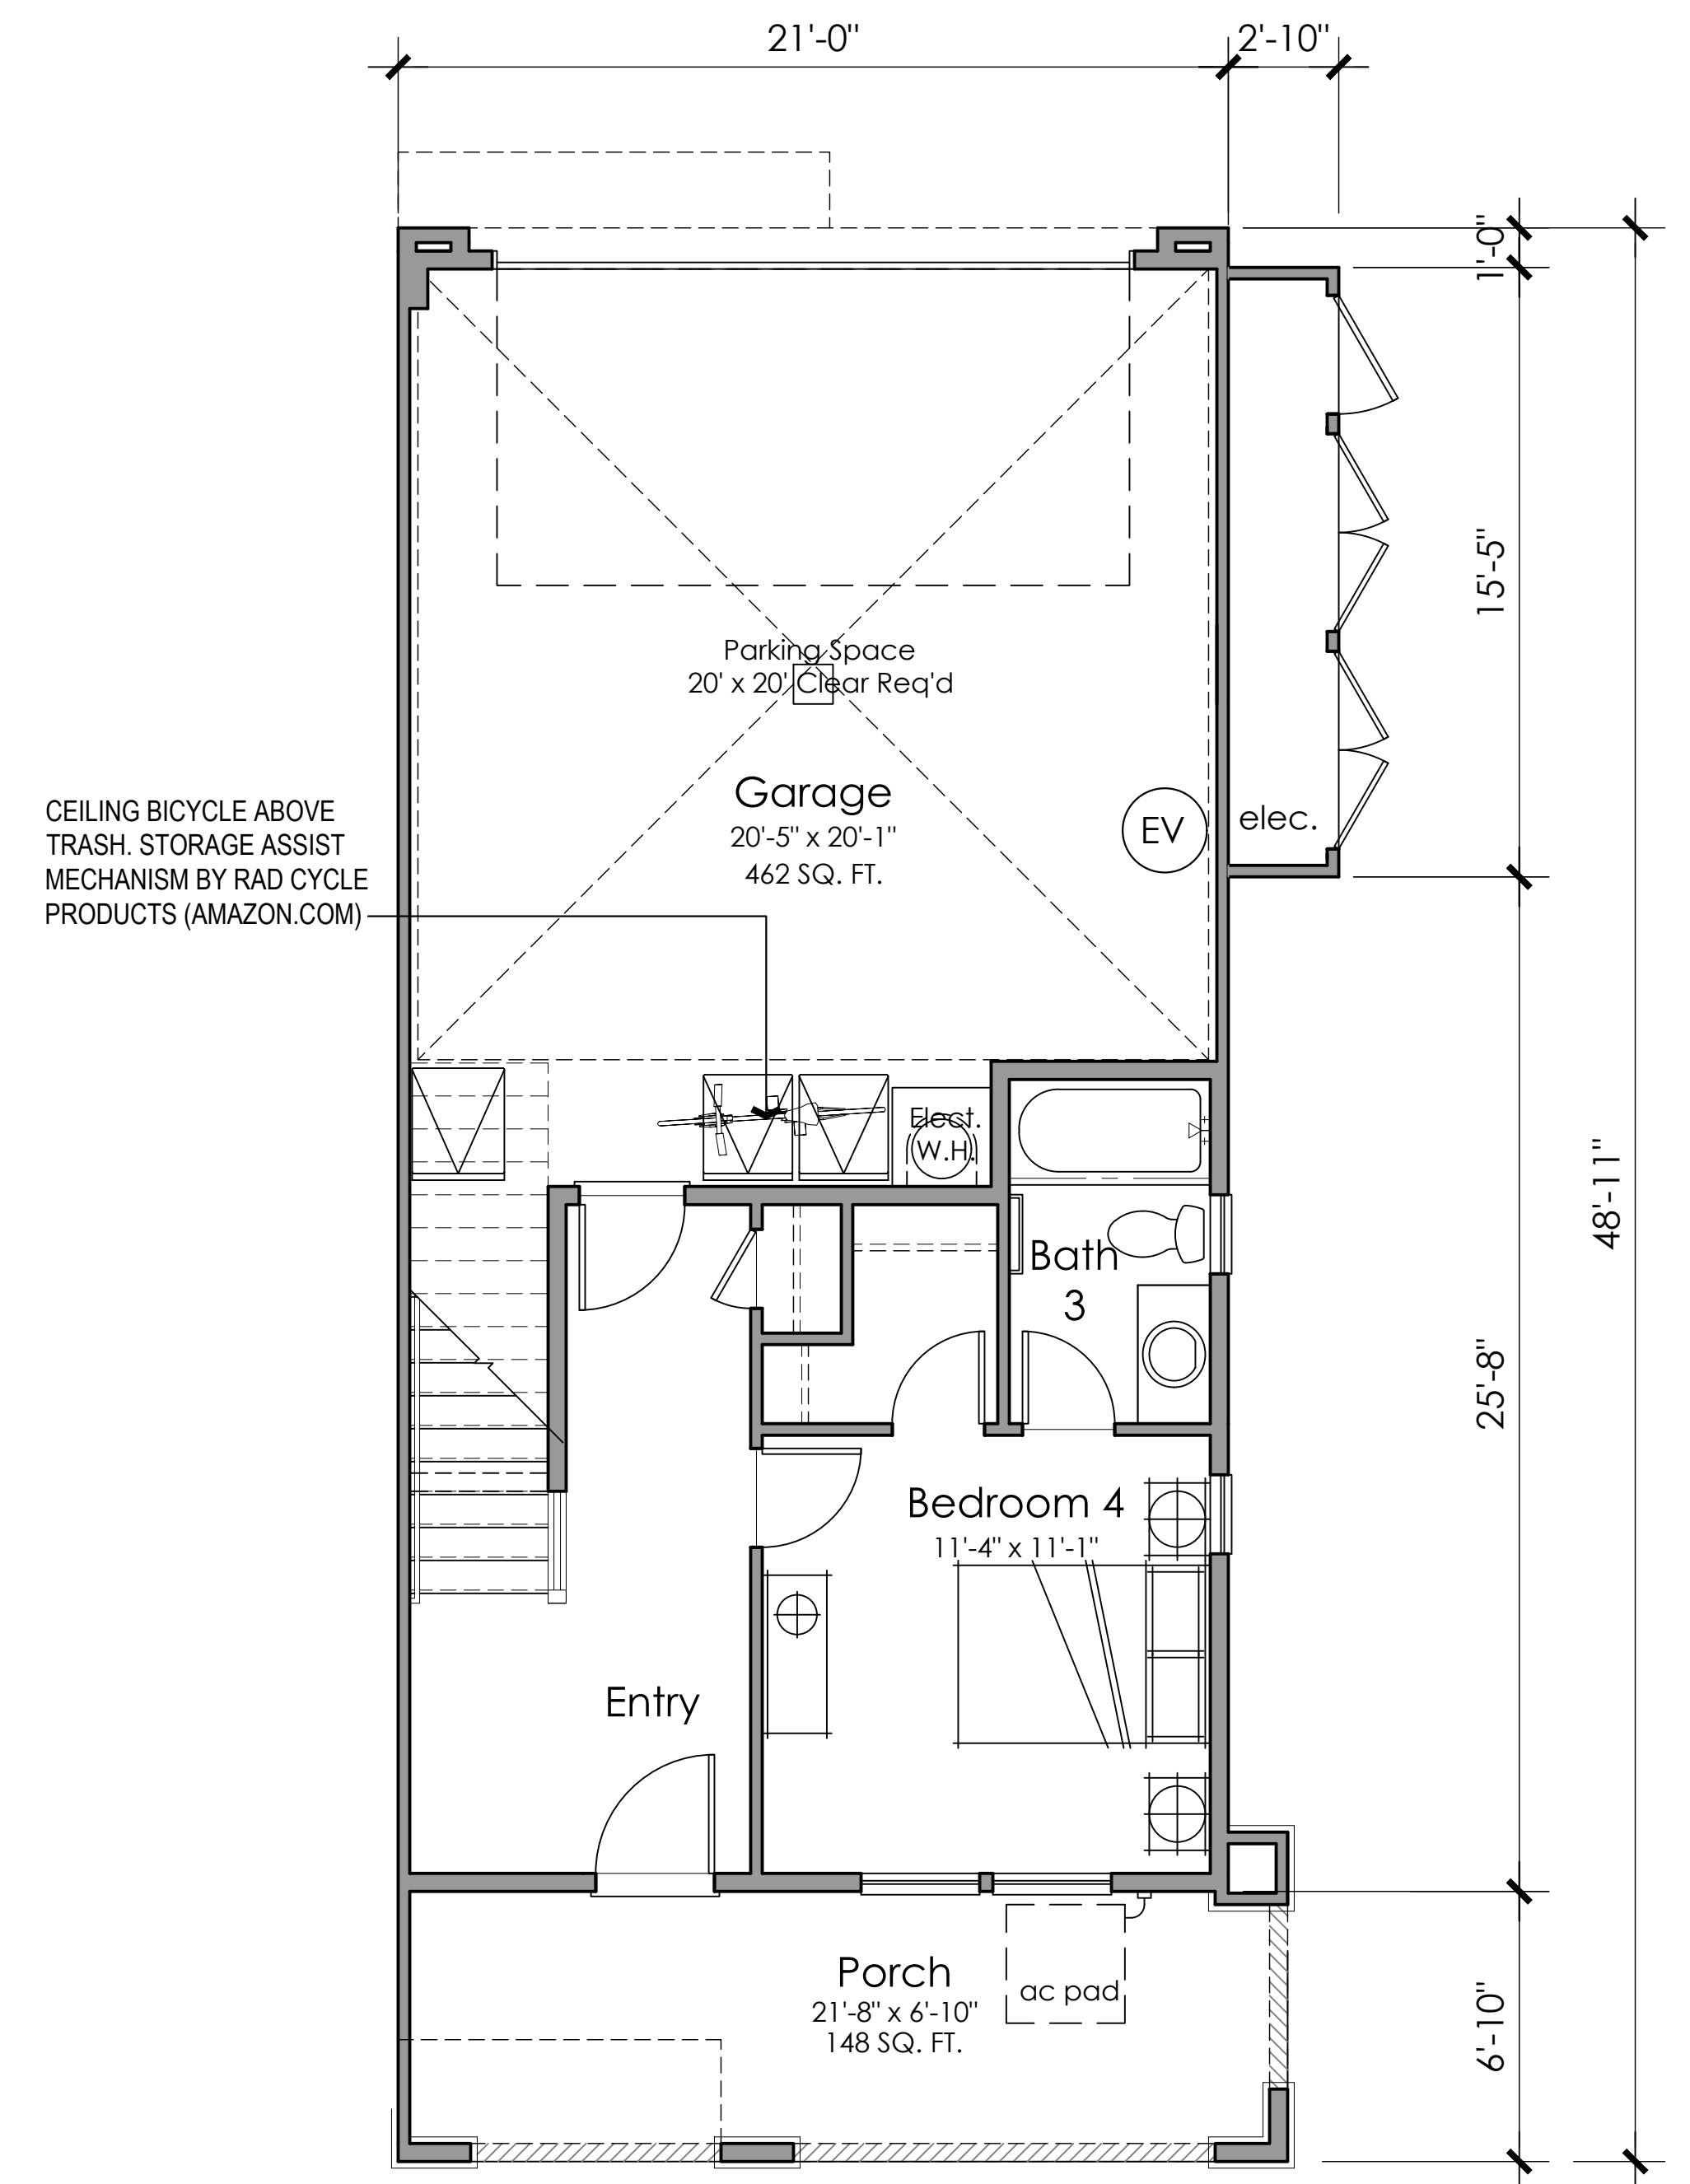 21'-0"
2'-10"
1'-0"
Parking Space
20' x 20' Clear Req'd
15'-5"
Garage
20'-5" x 20'-1"
462 SQ. FT.
EV
elec.
CEILING BICYCLE ABOVE
TRASH. STORAGE ASSIST
MECHANISM BY RAD CYCLE
PRODUCTS (AMAZON.COM)
Elect.
W.H.
Bath
3
48'-11"
25'-8"
Bedroom 4
11'-4" x 11'-1"
Entry
Porch
21'-8" x 6'-10"
148 SQ. FT.
ac pad
6'-10"